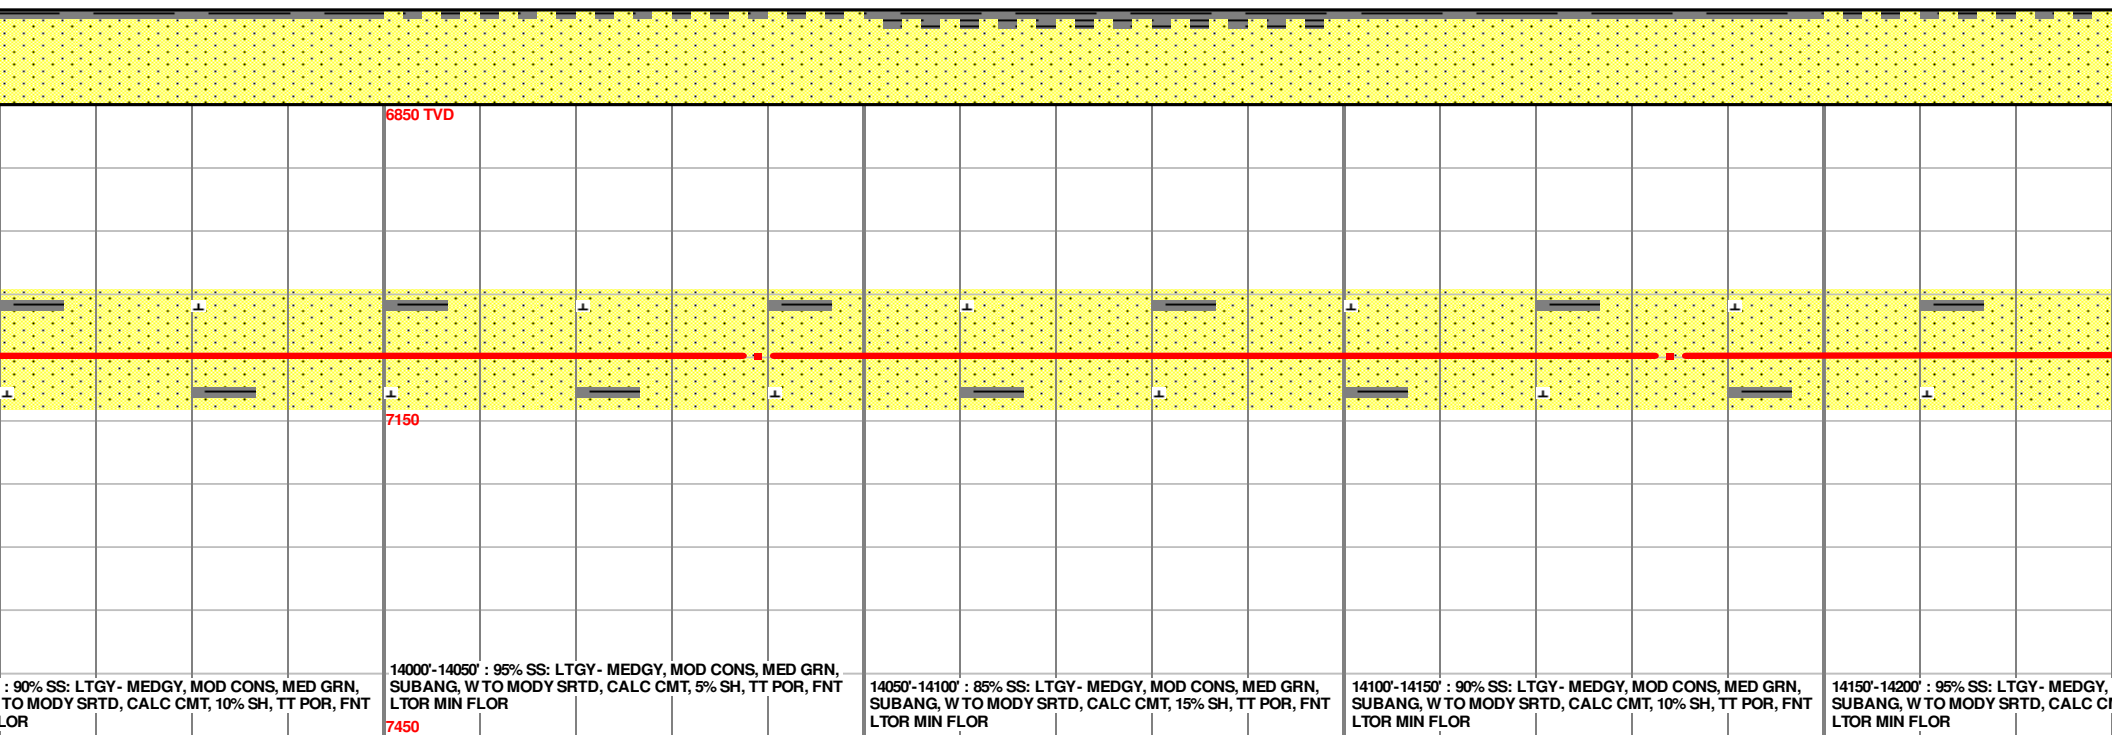 6850 TVD
7150
: 90% SS: LTGY- MEDGY, MOD CONS, MED GRN,
TO MODY SRTD, CALC CMT, 10% SH, TT POR, FNT
LOR
14000'-14050' : 95% SS: LTGY- MEDGY, MOD CONS, MED GRN,
SUBANG, W TO MODY SRTD, CALC CMT, 5% SH, TT POR, FNT
LTOR MIN FLOR
7450
14050'-14100' : 85% SS: LTGY- MEDGY, MOD CONS, MED GRN,
SUBANG, W TO MODY SRTD, CALC CMT, 15% SH, TT POR, FNT
LTOR MIN FLOR
14100'-14150' : 90% SS: LTGY- MEDGY, MOD CONS, MED GRN,
SUBANG, W TO MODY SRTD, CALC CMT, 10% SH, TT POR, FNT
LTOR MIN FLOR
14150'-14200' : 95% SS: LTGY- MEDGY,
SUBANG, W TO MODY SRTD, CALC
LTOR MIN FLOR